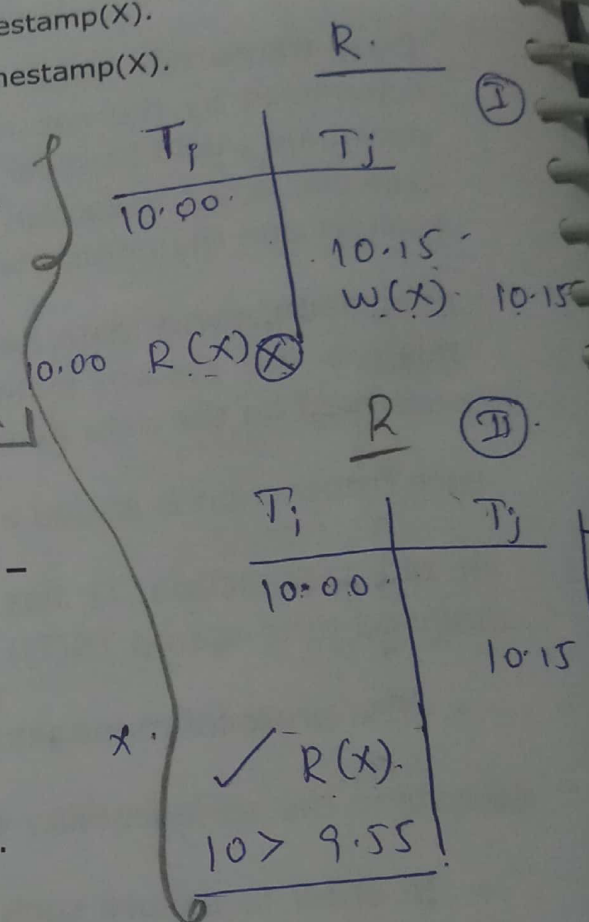 estamp(X).
nestamp(X).
R.
I
Ti Tj
10.00.
10.15
W(X). 10.15
10.00 R(X) X
R II.
Ti Tj
10:00
10.15
x.
✓ R(X).
10 > 9.55